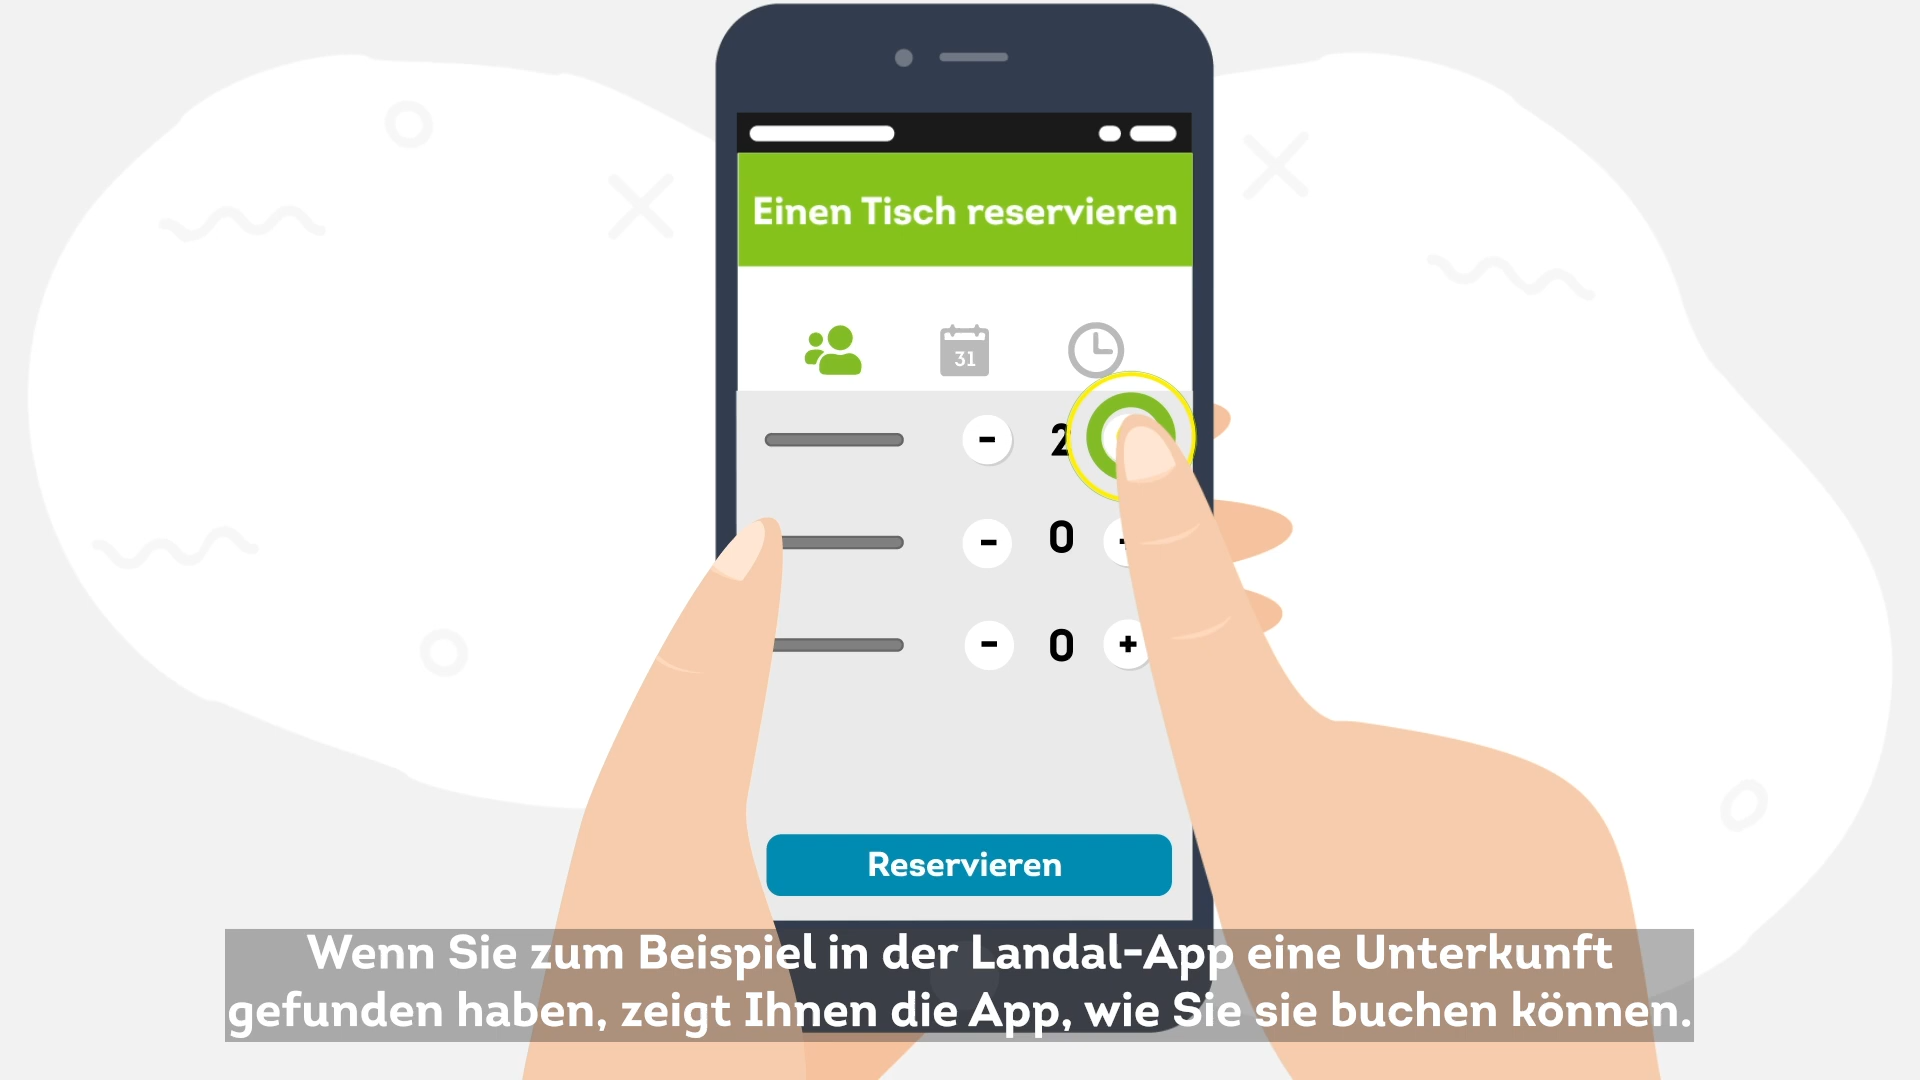 Einen Tisch reservieren
31
- 2
- 0
- 0 +
Reservieren
Wenn Sie zum Beispiel in der Landal-App eine Unterkunft
gefunden haben, zeigt Ihnen die App, wie Sie sie buchen können.